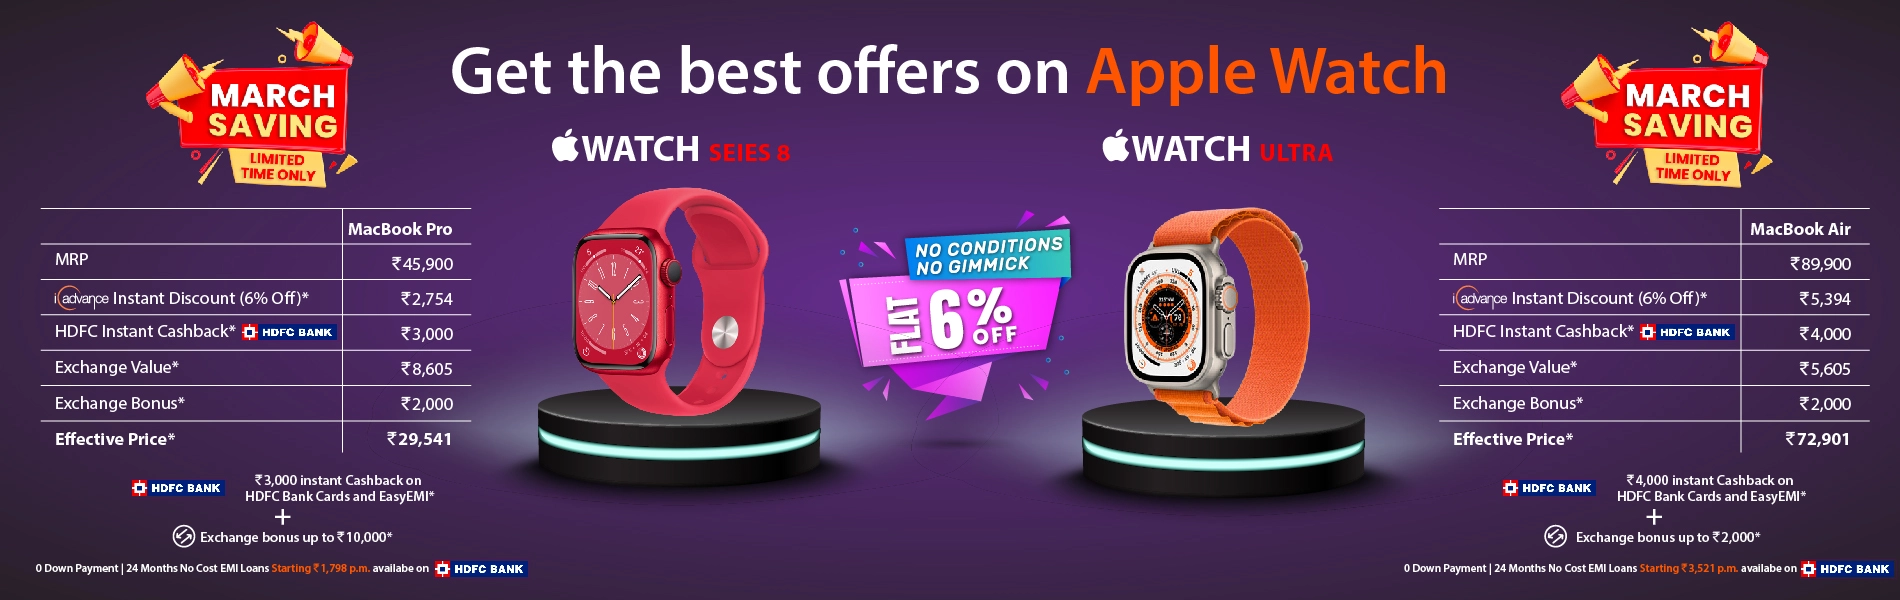 Get the best offers on Apple Watch
MARCH
SAVING
LIMITED
TIME ONLY
MacBook Pro
MRP ₹45,900
iadvance Instant Discount (6% Off)* ₹2,754
HDFC Instant Cashback* HDFC BANK ₹3,000
Exchange Value* ₹8,605
Exchange Bonus* ₹2,000
Effective Price* ₹29,541
HDFC BANK
₹3,000 instant Cashback on
HDFC Bank Cards and EasyEMI*
+
Exchange bonus up to ₹10,000*
0 Down Payment | 24 Months No Cost EMI Loans Starting ₹1,798 p.m. availabe on HDFC BANK
WATCH SEIES 8
NO CONDITIONS
NO GIMMICK
FLAT
6%
OFF
WATCH ULTRA
MARCH
SAVING
LIMITED
TIME ONLY
MacBook Air
MRP ₹89,900
iadvance Instant Discount (6% Off)* ₹5,394
HDFC Instant Cashback* HDFC BANK ₹4,000
Exchange Value* ₹5,605
Exchange Bonus* ₹2,000
Effective Price* ₹72,901
HDFC BANK
₹4,000 instant Cashback on
HDFC Bank Cards and EasyEMI*
+
Exchange bonus up to ₹2,000*
0 Down Payment | 24 Months No Cost EMI Loans Starting ₹3,521 p.m. availabe on HDFC BANK